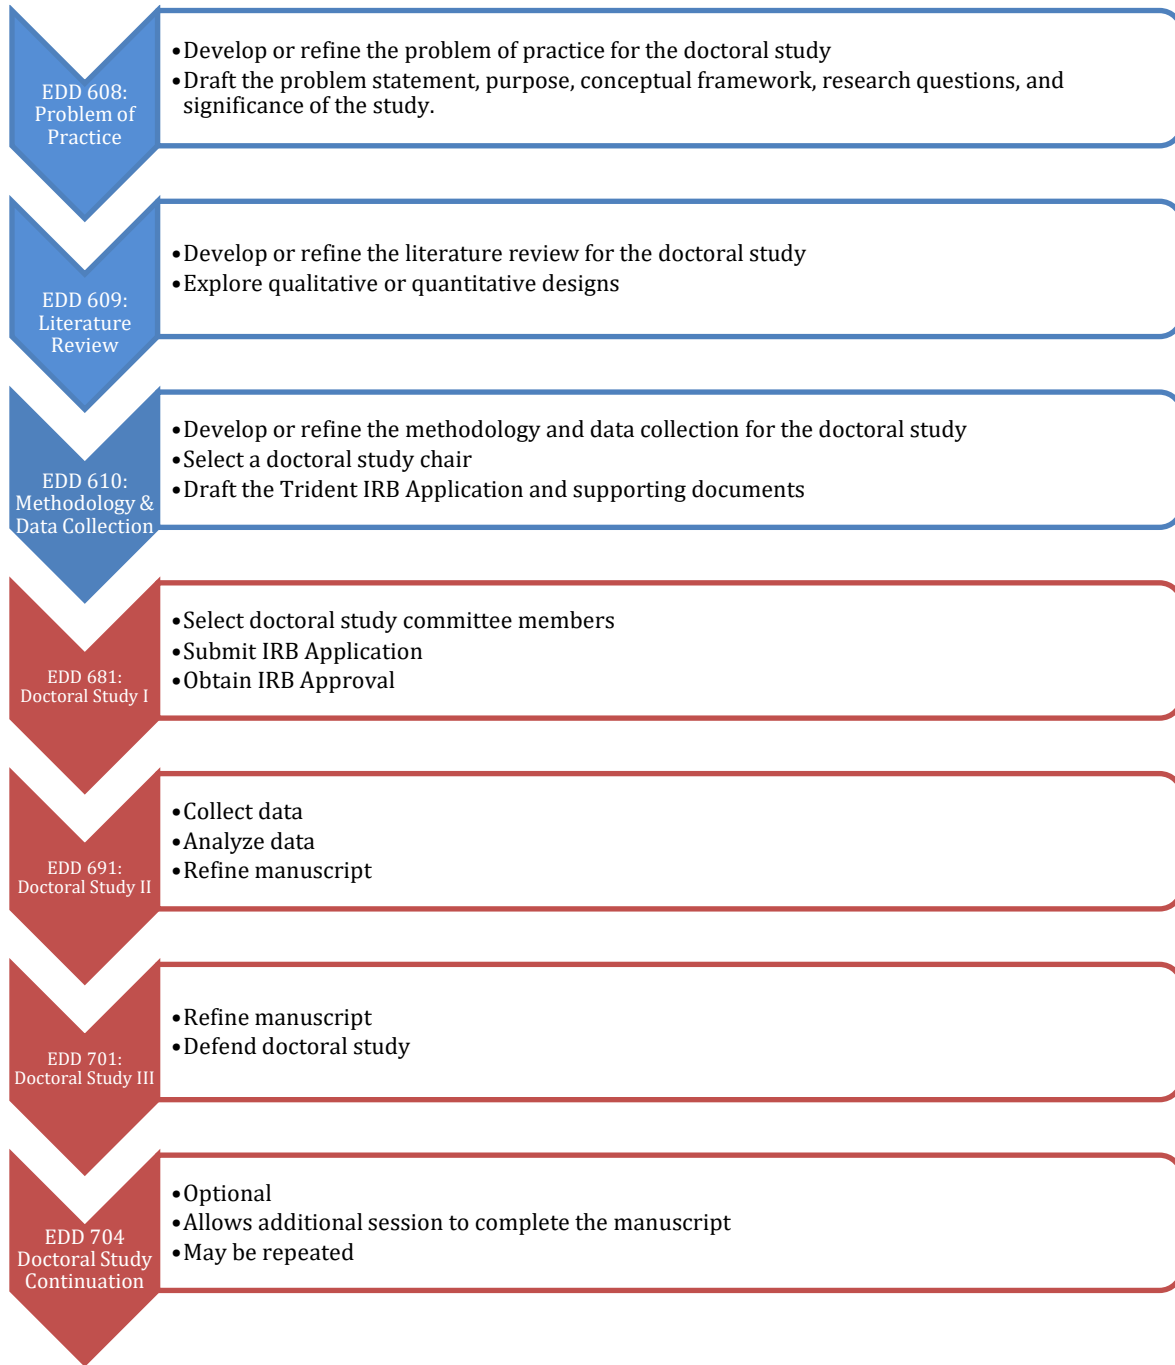 EDD 608:
Problem of
Practice
•Develop or refine the problem of practice for the doctoral study
•Draft the problem statement, purpose, conceptual framework, research questions, and
significance of the study.
EDD 609:
Literature
Review
•Develop or refine the literature review for the doctoral study
•Explore qualitative or quantitative designs
EDD 610:
Methodology &
Data Collection
•Develop or refine the methodology and data collection for the doctoral study
•Select a doctoral study chair
•Draft the Trident IRB Application and supporting documents
EDD 681:
Doctoral Study I
•Select doctoral study committee members
•Submit IRB Application
•Obtain IRB Approval
EDD 691:
Doctoral Study II
•Collect data
•Analyze data
•Refine manuscript
EDD 701:
Doctoral Study III
•Refine manuscript
•Defend doctoral study
EDD 704
Doctoral Study
Continuation
•Optional
•Allows additional session to complete the manuscript
•May be repeated